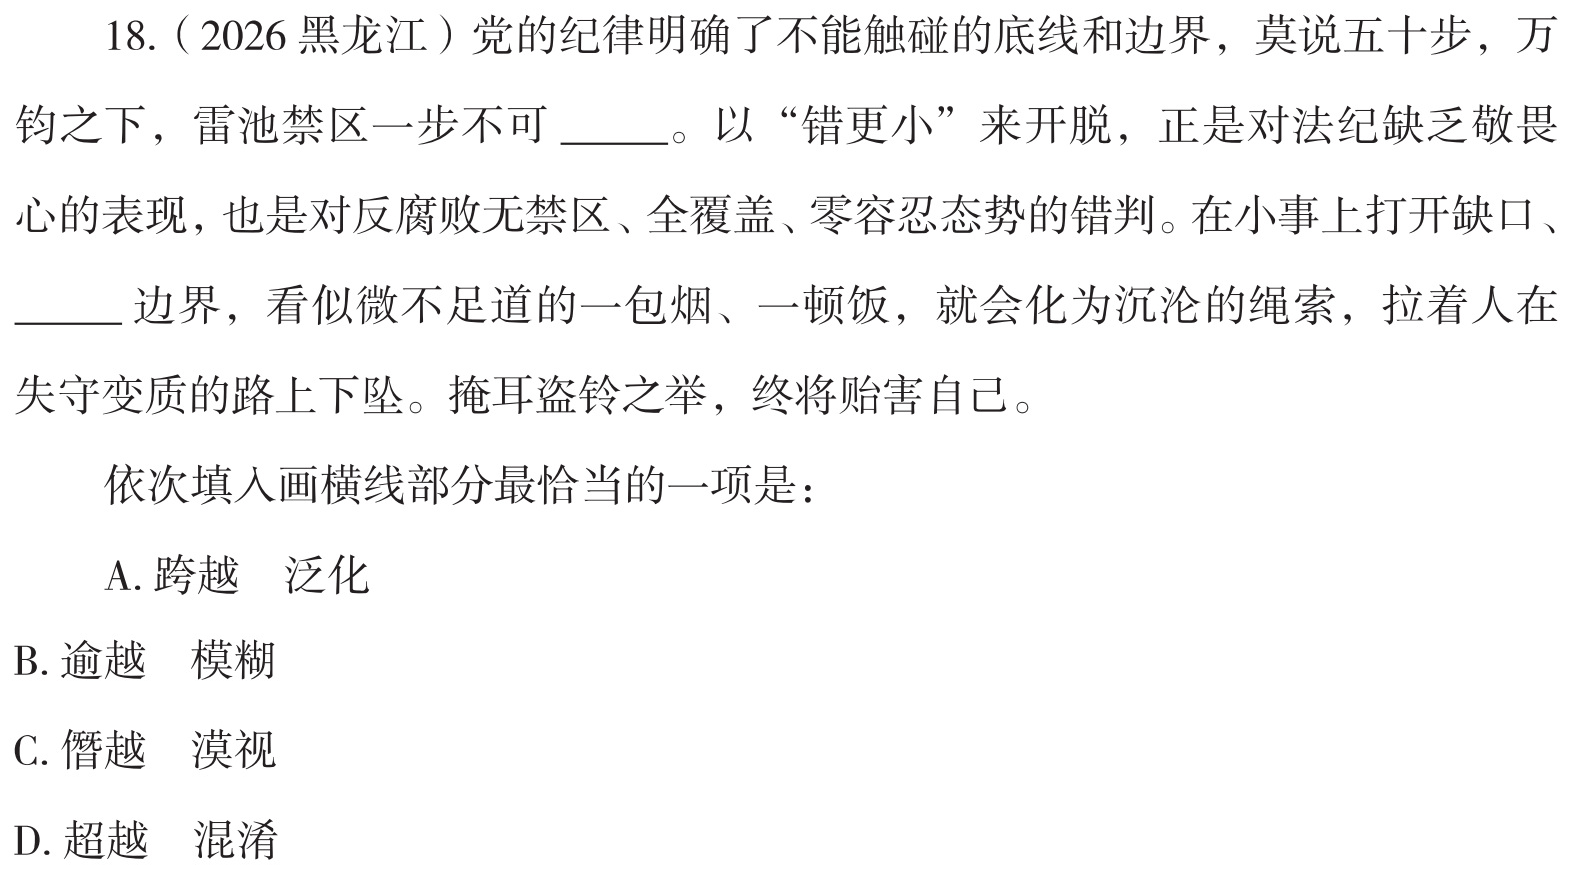 18.（2026 黑龙江）党的纪律明确了不能触碰的底线和边界，莫说五十步，万
钧之下，雷池禁区一步不可 _____。以“错更小”来开脱，正是对法纪缺乏敬畏
心的表现，也是对反腐败无禁区、全覆盖、零容忍态势的错判。在小事上打开缺口、
_____ 边界，看似微不足道的一包烟、一顿饭，就会化为沉沦的绳索，拉着人在
失守变质的路上下坠。掩耳盗铃之举，终将贻害自己。
依次填入画横线部分最恰当的一项是：
A. 跨越　泛化
B. 逾越　模糊
C. 僭越　漠视
D. 超越　混淆